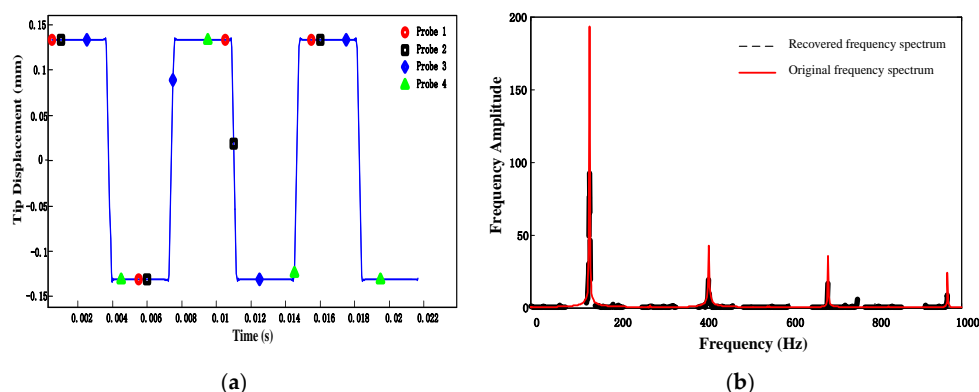 0.15
0.1
0.05
0
-0.05
-0.1
-0.15
Tip Displacement (mm)
Probe 1
Probe 2
Probe 3
Probe 4
0.002 0.004 0.006 0.008 0.01 0.012 0.014 0.016 0.018 0.02 0.022
Time (s)
(a)
200
150
100
50
0
Frequency Amplitude
Recovered frequency spectrum
Original frequency spectrum
0 200 400 600 800 1000
Frequency (Hz)
(b)